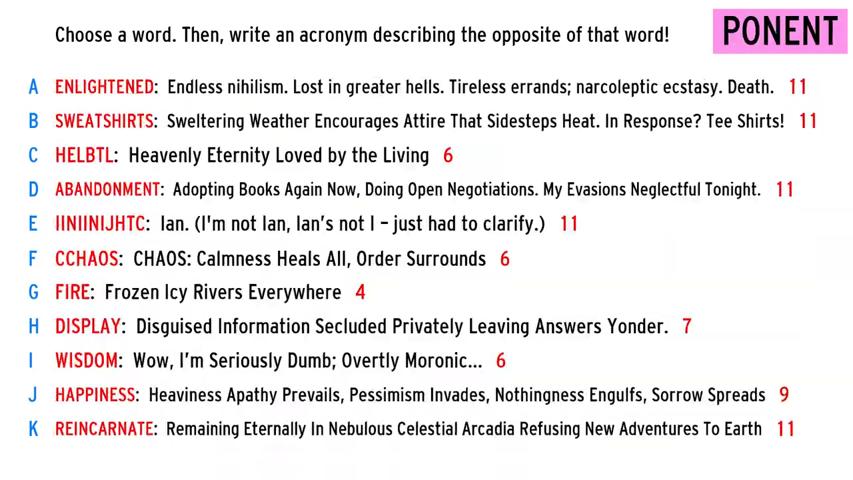 Choose a word. Then, write an acronym describing the opposite of that word!
PONENT
A ENLIGHTENED: Endless nihilism. Lost in greater hells. Tireless errands; narcoleptic ecstasy. Death. 11
B SWEATSHIRTS: Sweltering Weather Encourages Attire That Sidesteps Heat. In Response? Tee Shirts! 11
C HELBTL: Heavenly Eternity Loved by the Living 6
D ABANDONMENT: Adopting Books Again Now, Doing Open Negotiations. My Evasions Neglectful Tonight. 11
E IINIINIJHTC: Ian. (I'm not Ian, Ian's not I – just had to clarify.) 11
F CCHAOS: CHAOS: Calmness Heals All, Order Surrounds 6
G FIRE: Frozen Icy Rivers Everywhere 4
H DISPLAY: Disguised Information Secluded Privately Leaving Answers Yonder. 7
I WISDOM: Wow, I'm Seriously Dumb; Overtly Moronic... 6
J HAPPINESS: Heaviness Apathy Prevails, Pessimism Invades, Nothingness Engulfs, Sorrow Spreads 9
K REINCARNATE: Remaining Eternally In Nebulous Celestial Arcadia Refusing New Adventures To Earth 11